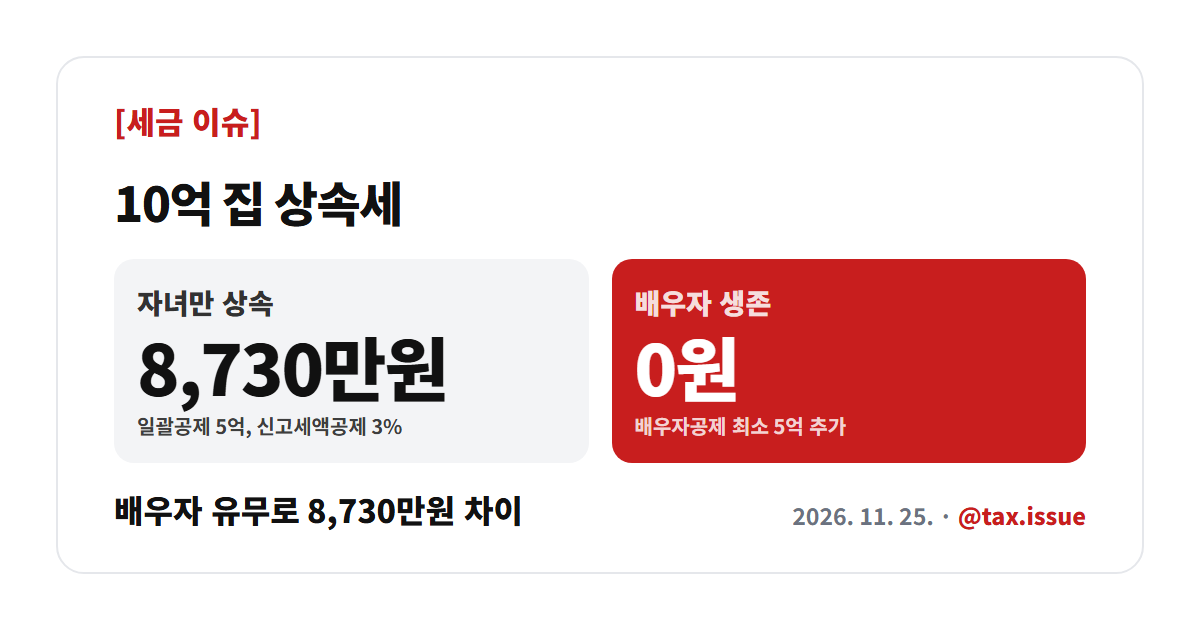 [세금 이슈]
10억 집 상속세
자녀만 상속
8,730만원
일괄공제 5억, 신고세액공제 3%
배우자 생존
0원
배우자공제 최소 5억 추가
배우자 유무로 8,730만원 차이
2026. 11. 25. · @tax.issue